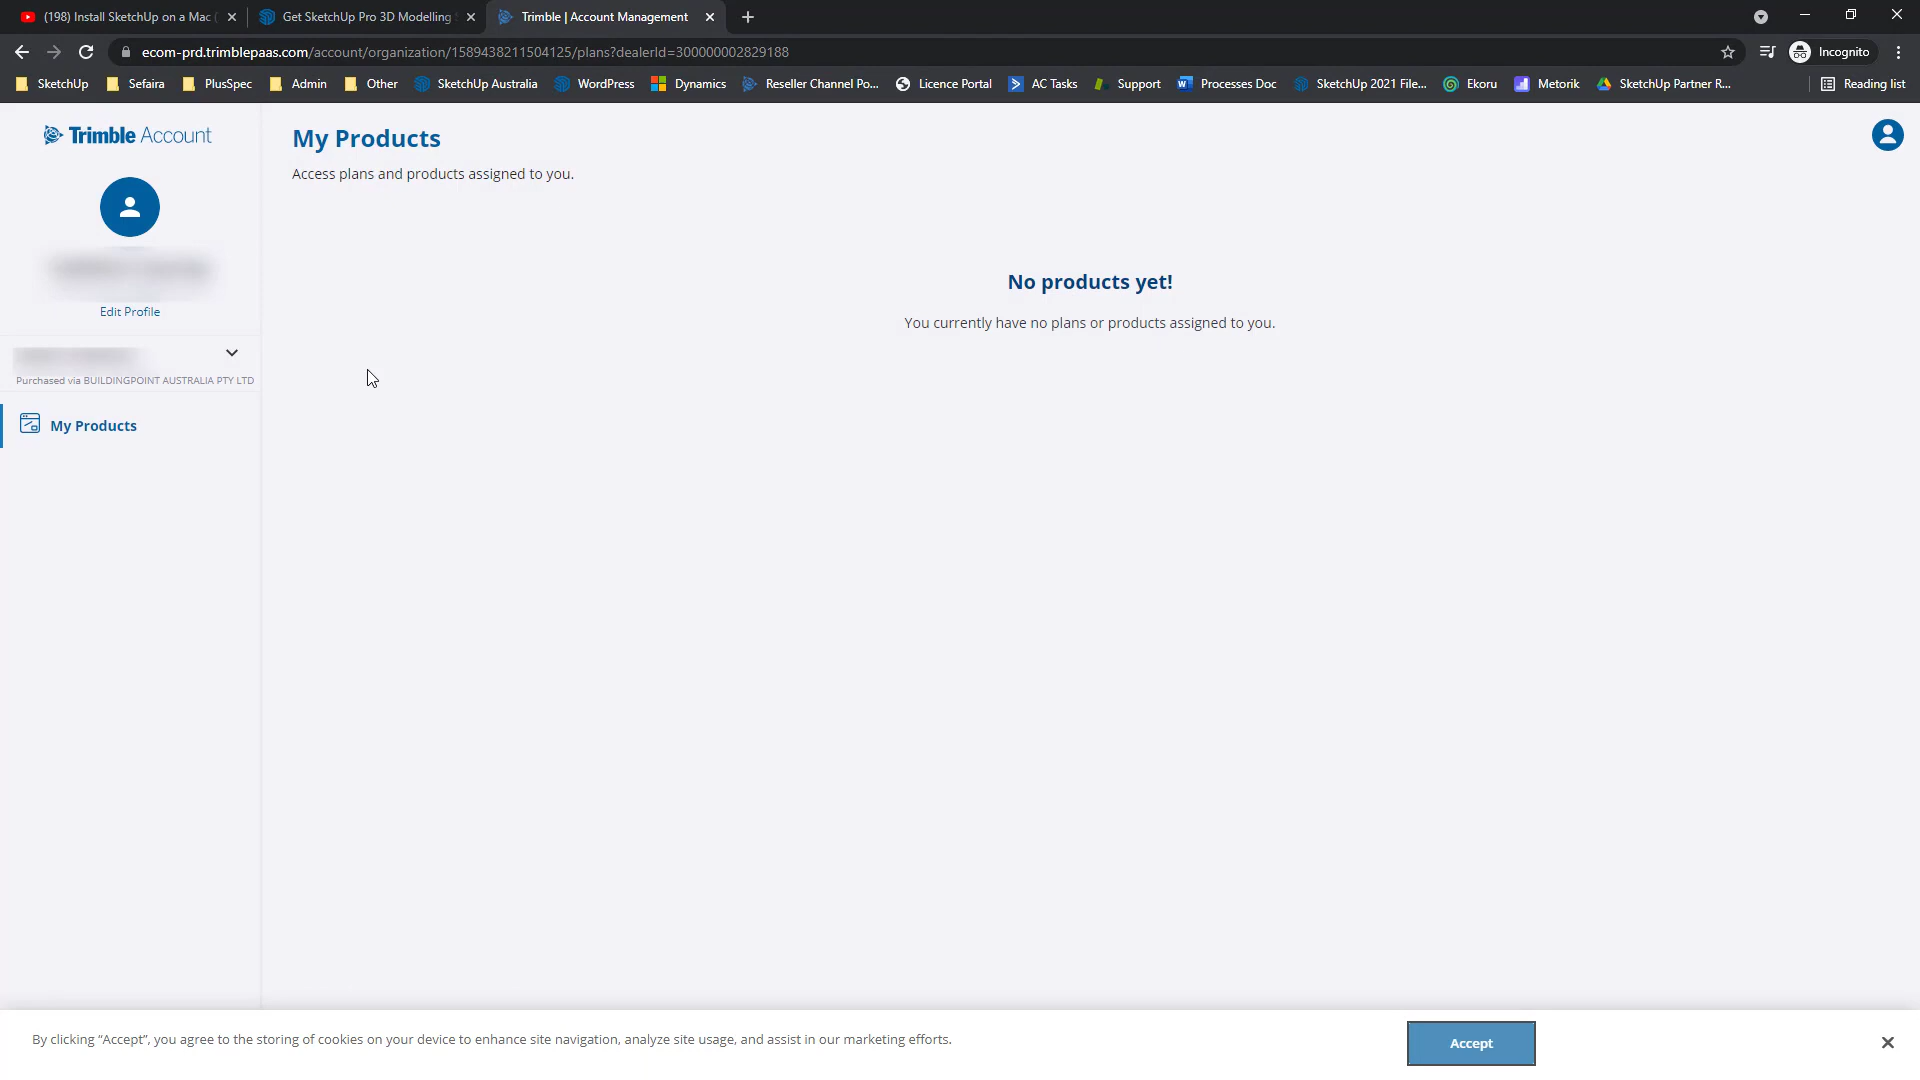 (198) Install SketchUp on a Mac (
Get SketchUp Pro 3D Modelling
Trimble | Account Management
ecom-prd.trimblepaas.com/account/organization/1589438211504125/plans?dealerId=300000002829188
Incognito
SketchUp
Sefaira
PlusSpec
Admin
Other
SketchUp Australia
WordPress
Dynamics
Reseller Channel Po...
Licence Portal
AC Tasks
Support
Processes Doc
SketchUp 2021 File...
Ekoru
Metorik
SketchUp Partner R...
Reading list
Trimble Account
Edit Profile
Purchased via BUILDINGPOINT AUSTRALIA PTY LTD
My Products
My Products
Access plans and products assigned to you.
No products yet!
You currently have no plans or products assigned to you.
By clicking “Accept”, you agree to the storing of cookies on your device to enhance site navigation, analyze site usage, and assist in our marketing efforts.
Accept